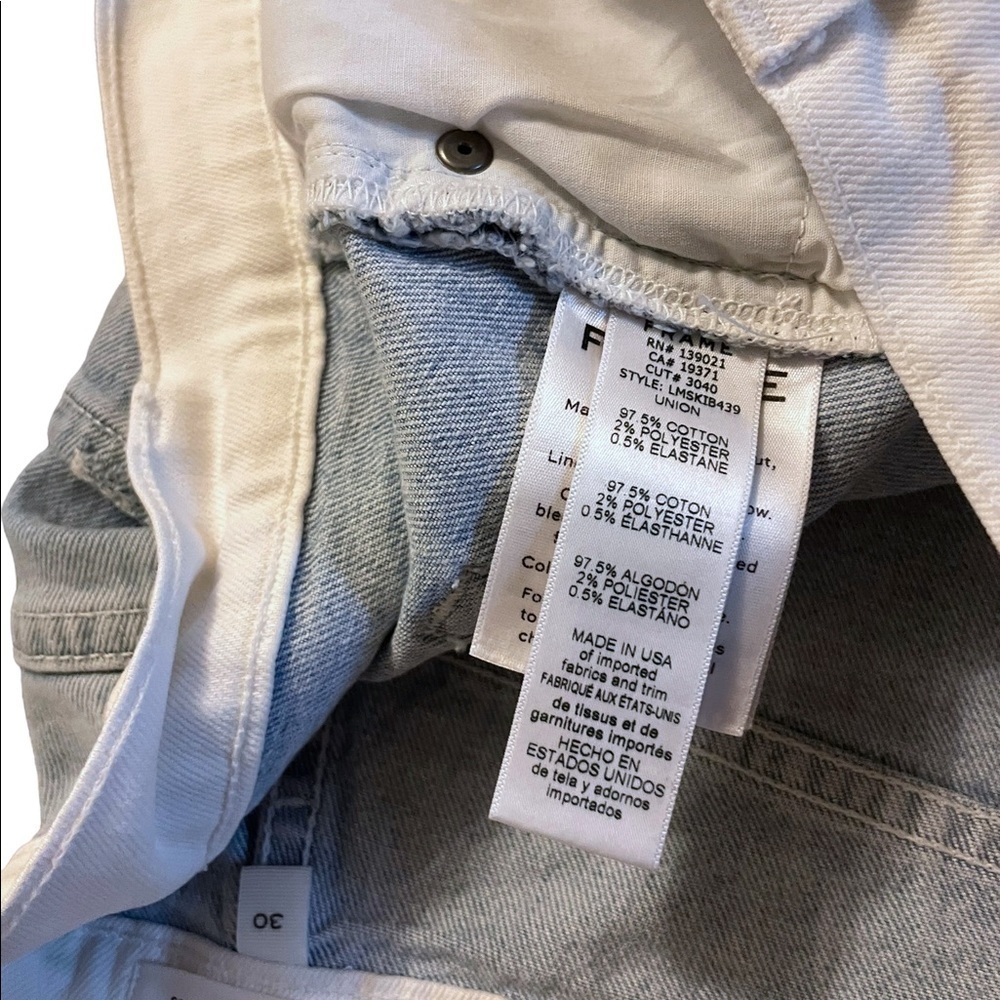 FRAME
RN# 139021
CA# 19371
CUT# 3040
STYLE: LMSKIB439
UNION
97.5% COTTON
2% POLYESTER
0.5% ELASTANE
97.5% COTON
2% POLYESTER
0.5% ÉLASTHANNE
97.5% ALGODÓN
2% POLIESTER
0.5% ELASTANO
MADE IN USA
of imported
fabrics and trim
FABRIQUÉ AUX ÉTATS-UNIS
de tissus et de
garnitures importés
HECHO EN
ESTADOS UNIDOS
de tela y adornos
importados
30